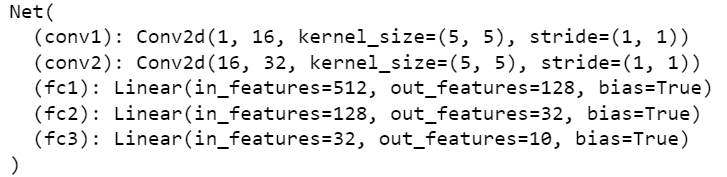 Net(
  (conv1): Conv2d(1, 16, kernel_size=(5, 5), stride=(1, 1))
  (conv2): Conv2d(16, 32, kernel_size=(5, 5), stride=(1, 1))
  (fc1): Linear(in_features=512, out_features=128, bias=True)
  (fc2): Linear(in_features=128, out_features=32, bias=True)
  (fc3): Linear(in_features=32, out_features=10, bias=True)
)